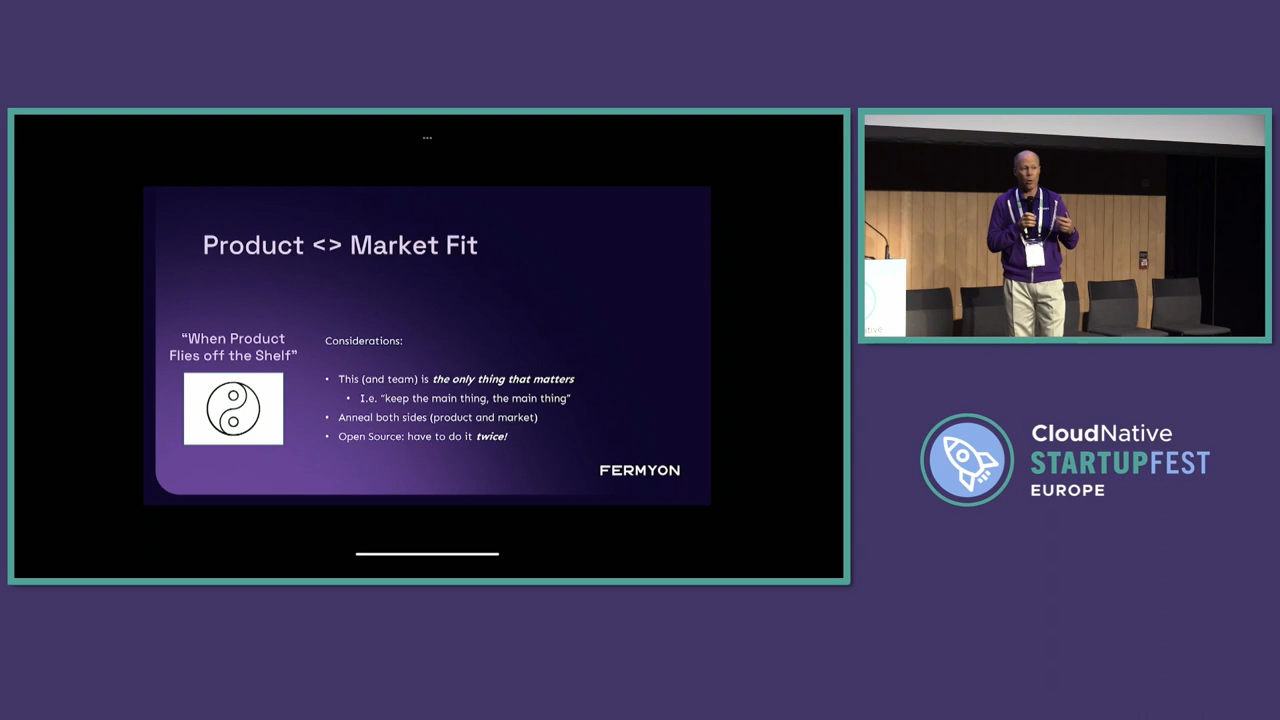 Product <> Market Fit
“When Product
Flies off the Shelf”
Considerations:
• This (and team) is the only thing that matters
• I.e. “keep the main thing, the main thing”
• Anneal both sides (product and market)
• Open Source: have to do it twice!
FERMYON
CloudNative
STARTUPFEST
EUROPE